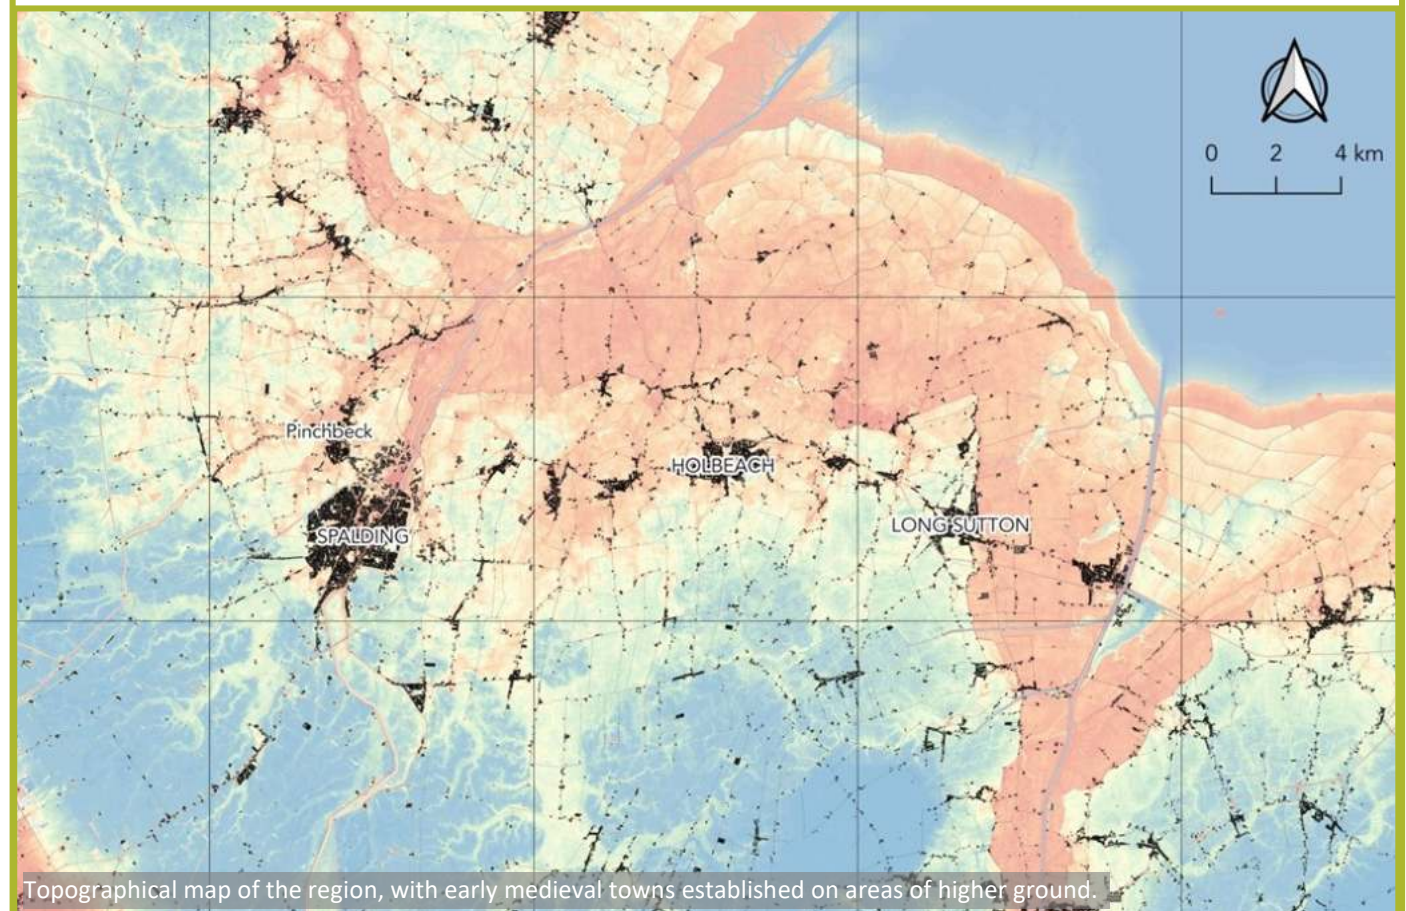 0 2 4 km
Pinchbeck
HOLBEACH
SPALDING
LONG SUTTON
Topographical map of the region, with early medieval towns established on areas of higher ground.